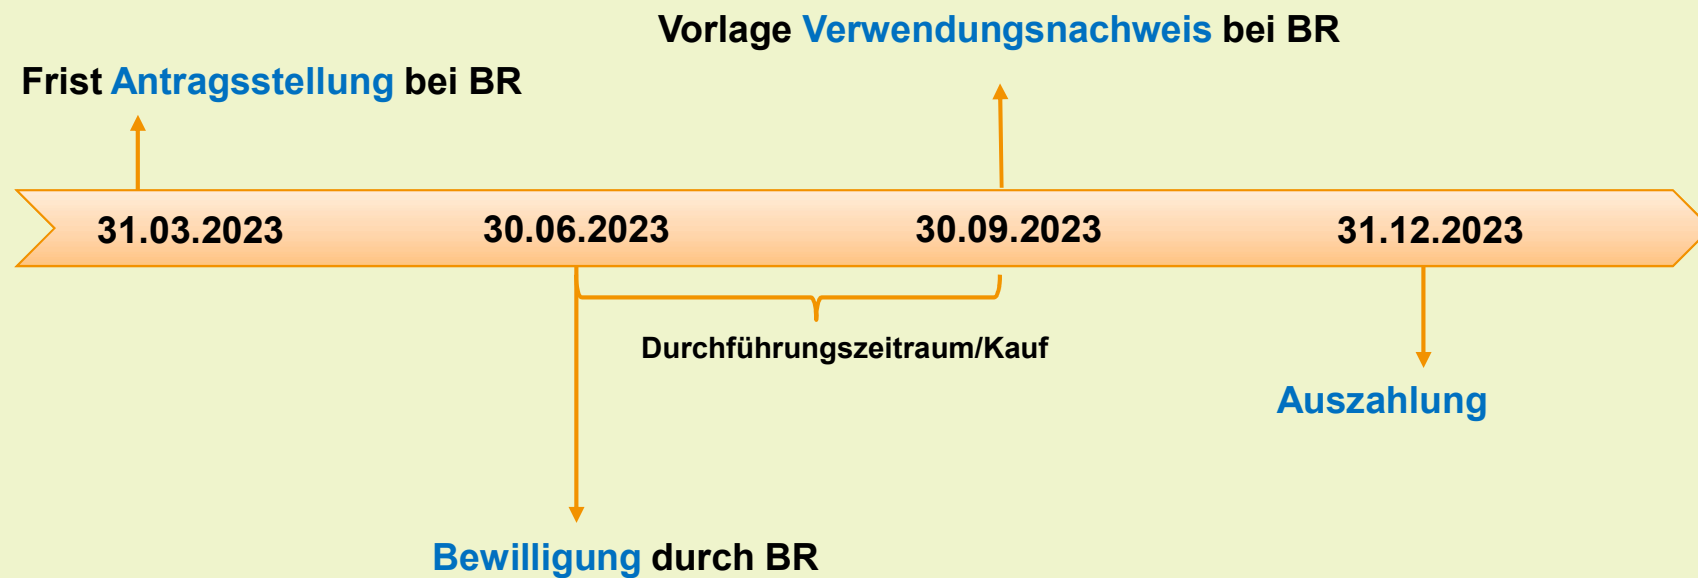 Vorlage Verwendungsnachweis bei BR
Frist Antragsstellung bei BR
31.03.2023
30.06.2023
30.09.2023
31.12.2023
Durchführungszeitraum/Kauf
Auszahlung
Bewilligung durch BR